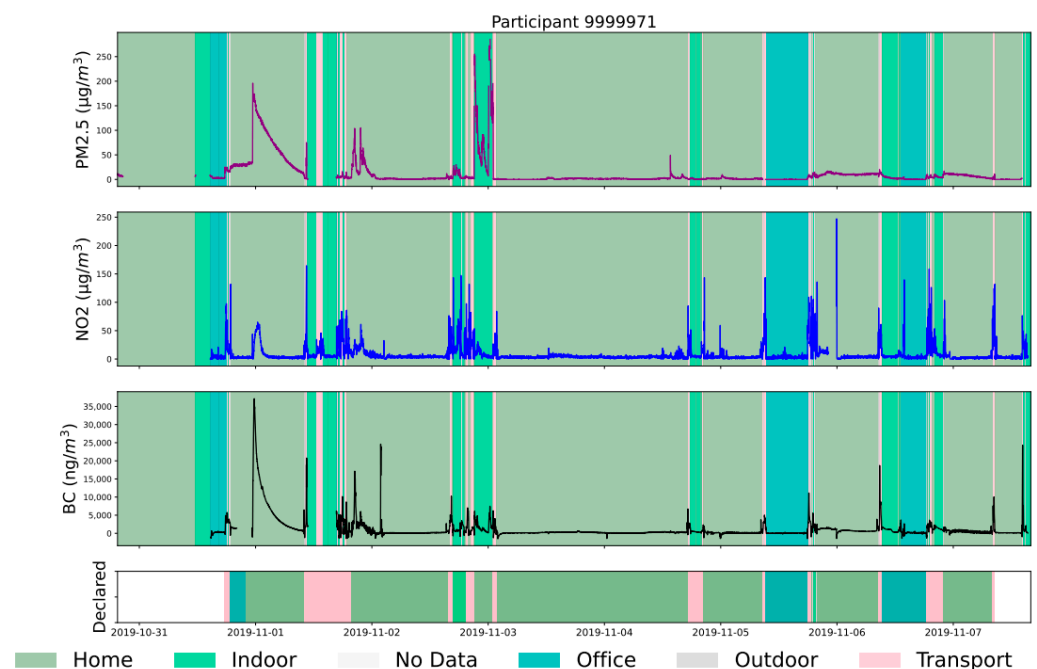 Participant 9999971
PM2.5 (µg/m³)
250
200
150
100
50
0
NO2 (µg/m³)
250
200
150
100
50
0
BC (ng/m³)
35,000
30,000
25,000
20,000
15,000
10,000
5,000
0
Declared
2019-10-31 2019-11-01 2019-11-02 2019-11-03 2019-11-04 2019-11-05 2019-11-06 2019-11-07
Home Indoor No Data Office Outdoor Transport